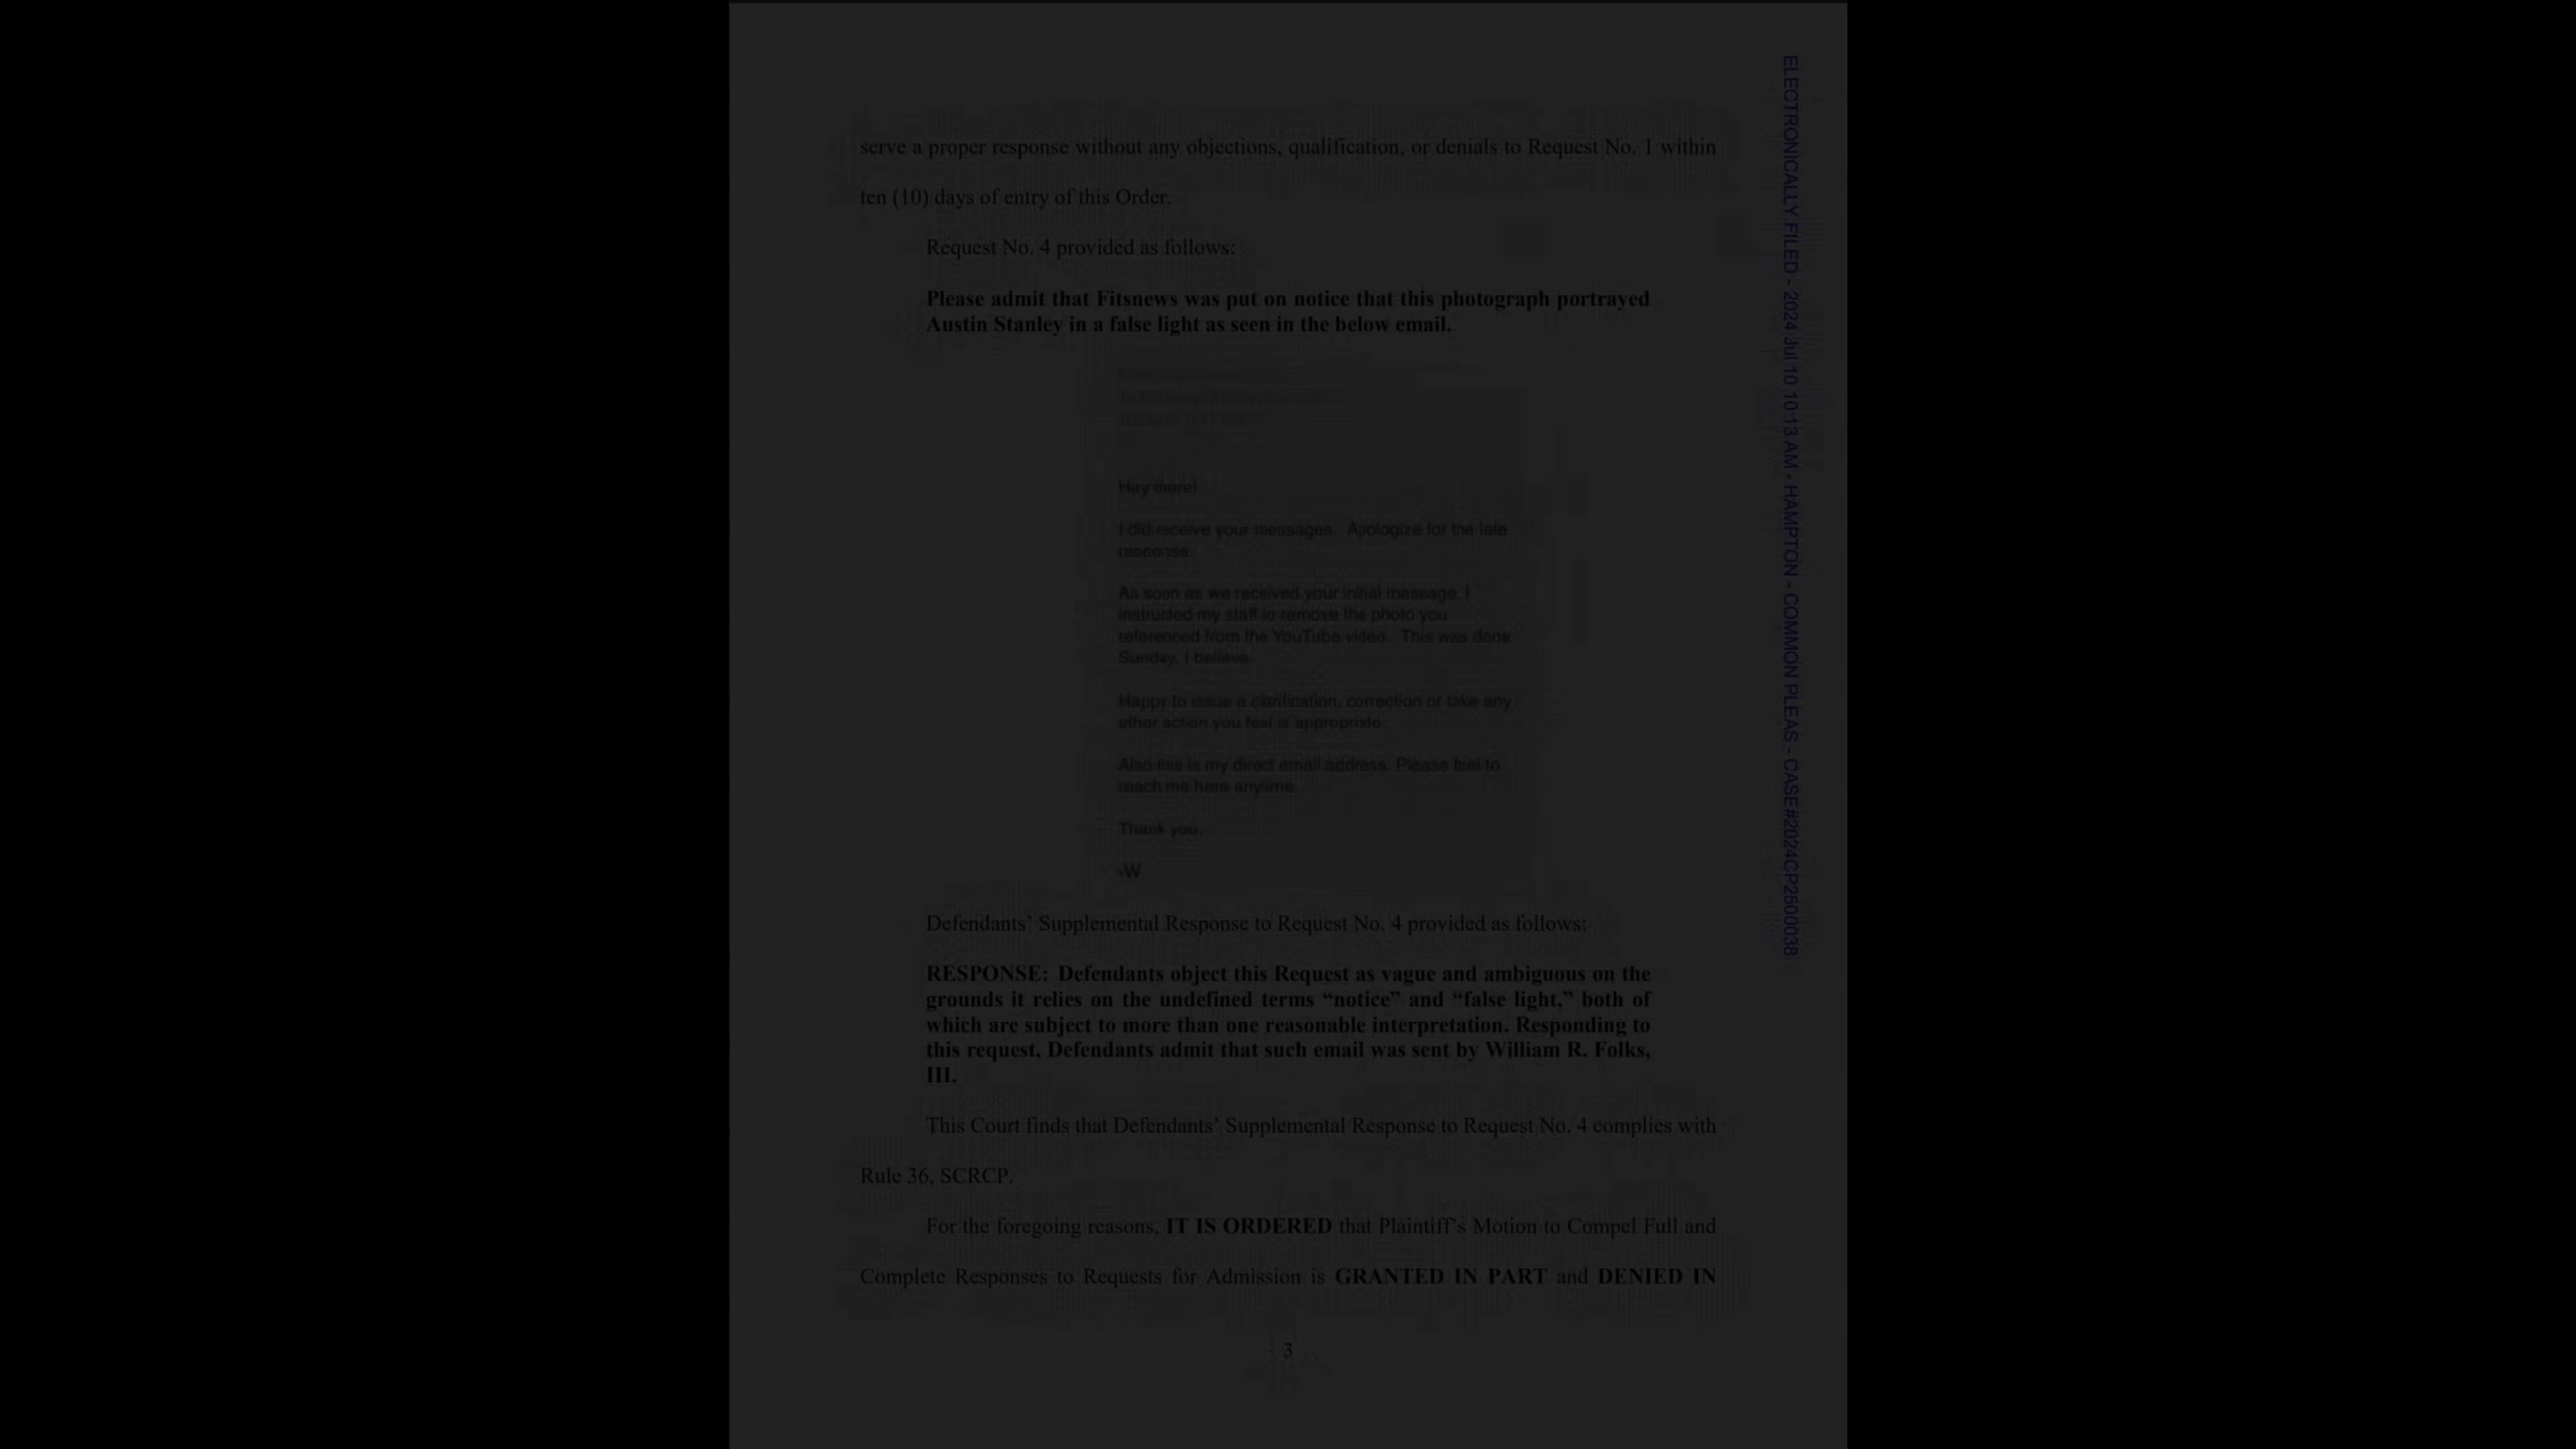 serve a proper response without any objections, qualification, or denials to Request No. 1 within
ten (10) days of entry of this Order.
Request No. 4 provided as follows:
Please admit that Fitsnews was put on notice that this photograph portrayed
Austin Stanley in a false light as seen in the below email.
Hey there!
I did receive your messages. Apologize for the late
response.
As soon as we received your initial message, I
instructed my staff to remove the photo you
referenced from the YouTube video. This was done
Sunday, I believe.
Happy to issue a clarification, correction or take any
other action you feel is appropriate.
Also this is my direct email address. Please feel to
reach me here anytime.
Thank you,
-W
Defendants’ Supplemental Response to Request No. 4 provided as follows:
RESPONSE: Defendants object this Request as vague and ambiguous on the
grounds it relies on the undefined terms “notice” and “false light,” both of
which are subject to more than one reasonable interpretation. Responding to
this request, Defendants admit that such email was sent by William R. Folks,
III.
This Court finds that Defendants’ Supplemental Response to Request No. 4 complies with
Rule 36, SCRCP.
For the foregoing reasons, IT IS ORDERED that Plaintiff’s Motion to Compel Full and
Complete Responses to Requests for Admission is GRANTED IN PART and DENIED IN
3
ELECTRONICALLY FILED - 2024 Jul 10 10:13 AM - HAMPTON - COMMON PLEAS - CASE#2024CP2500038